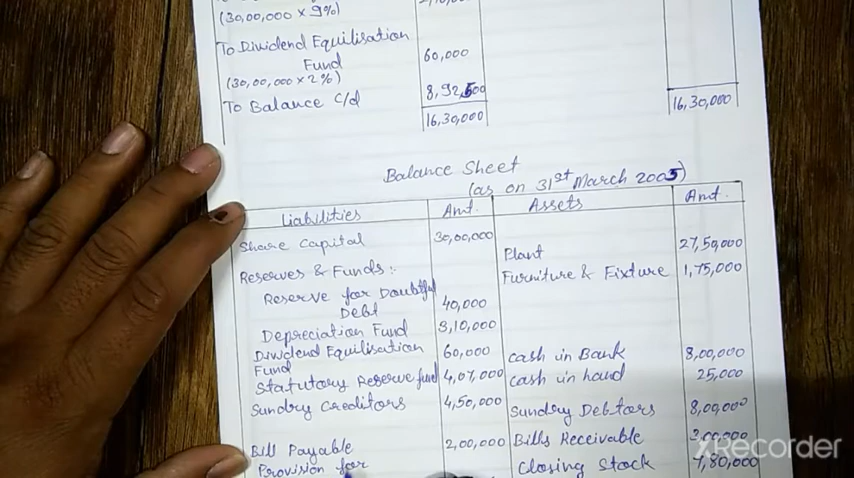 (30,00,000 × 9%)
To Dividend Equilisation
Fund 60,000
(30,00,000 × 2%)
To Balance C/d 8,92,500
16,30,000 16,30,000
Balance Sheet
(as on 31st March 2005)
Liabilities Amt. Assets Amt.
Share Capital 30,00,000
Plant 27,50,000
Reserves & Funds :- Furniture & Fixture 1,75,000
Reserve for Doubtful
Debt 40,000
Depreciation Fund 3,10,000
Dividend Equilisation 60,000 Cash in Bank 8,00,000
Fund
Statutory Reserve fund 4,07,000 Cash in hand 25,000
Sundry Creditors 4,50,000 Sundry Debtors 8,00,000
Bill Payable 2,00,000 Bills Receivable
Provision for Closing Stock 7,80,000
XRecorder